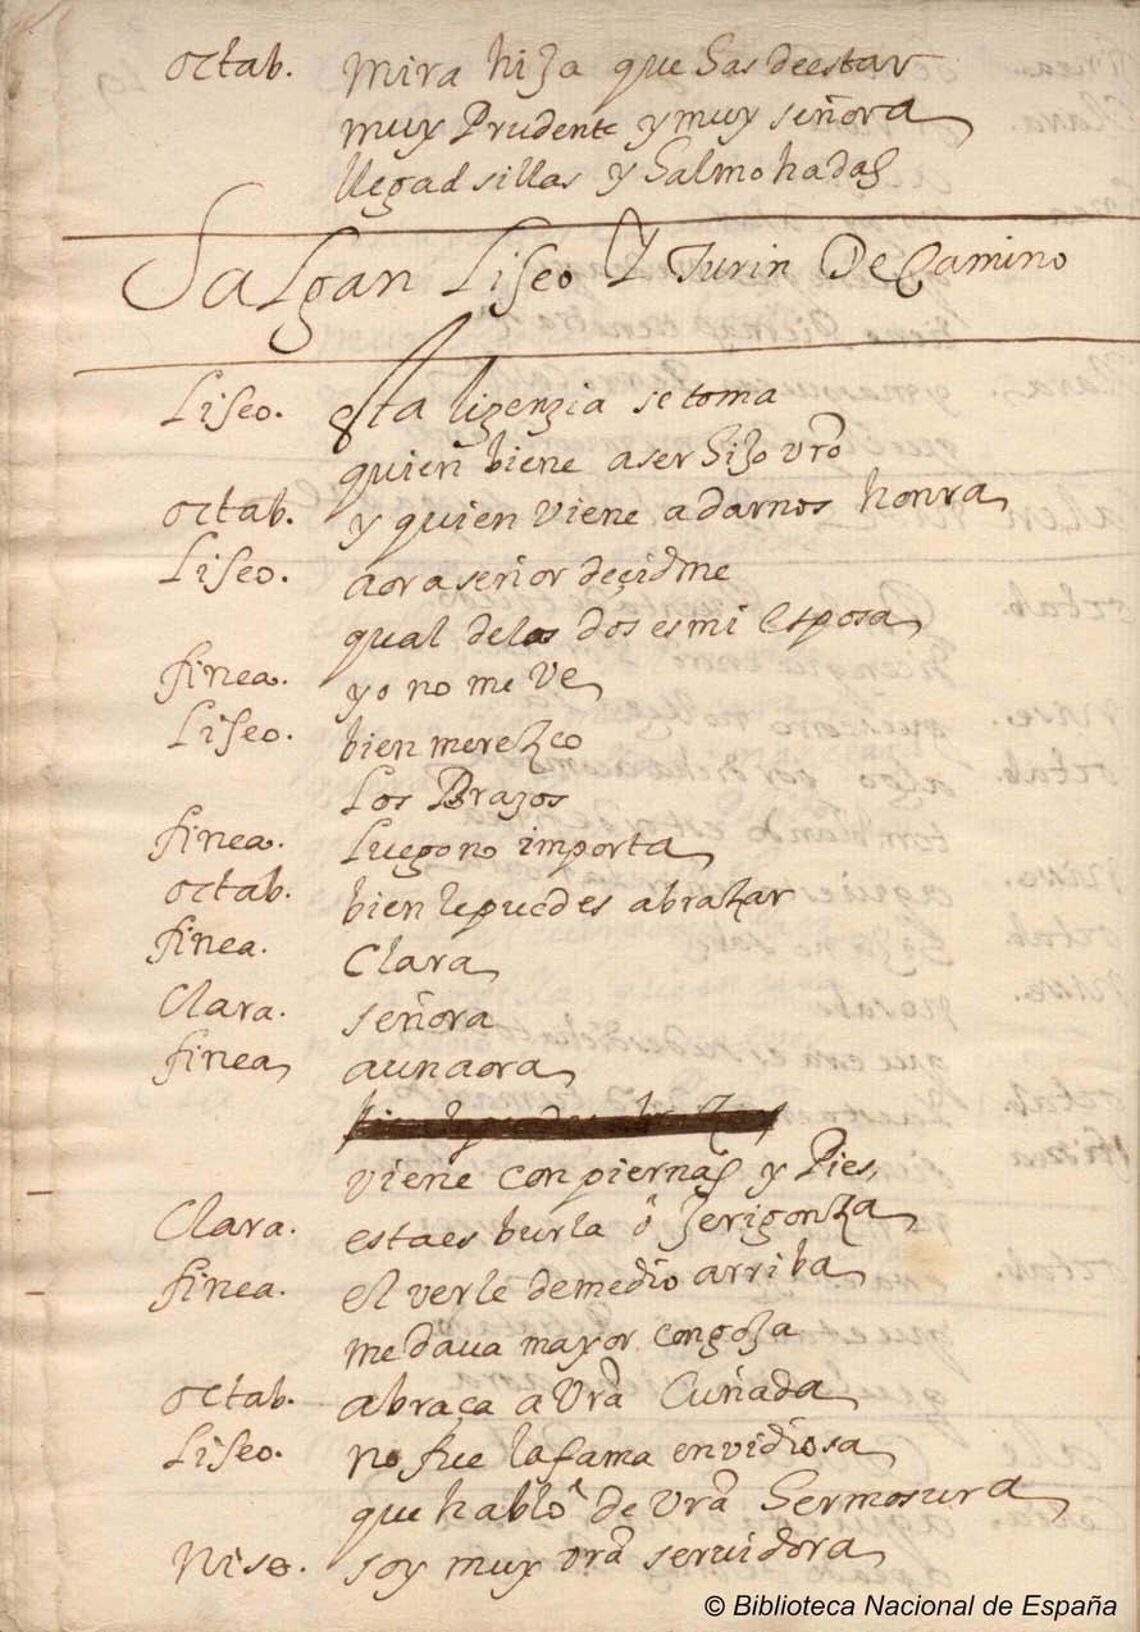 octab. mira hija que has de estar
muy Prudente y muy señora
llegad sillas y halmohadas
Salgan Liseo Y Turin De Camino
Liseo. esta lizenzia se toma
quien biene a ser hijo vro
octab. y quien viene a darnos honra
Liseo. aora señor deçidme
qual de las dos es mi esposa
finea. yo no me ve
Liseo. bien merezco
Los Brazos
finea. Luego no importa
octab. bien le puedes abrazar
finea. Clara
Clara. señora
finea aun aora
viene con piernas y Pies,
Clara. esta es burla ô Jerigonza
finea. el verle de medio arriba
me daua mayor congoja
octab. abraça a Vra Cuñada
Liseo. no fue la fama envidiosa
que habló de Vra hermosura
Nise. soy muy vra seruidora
© Biblioteca Nacional de España